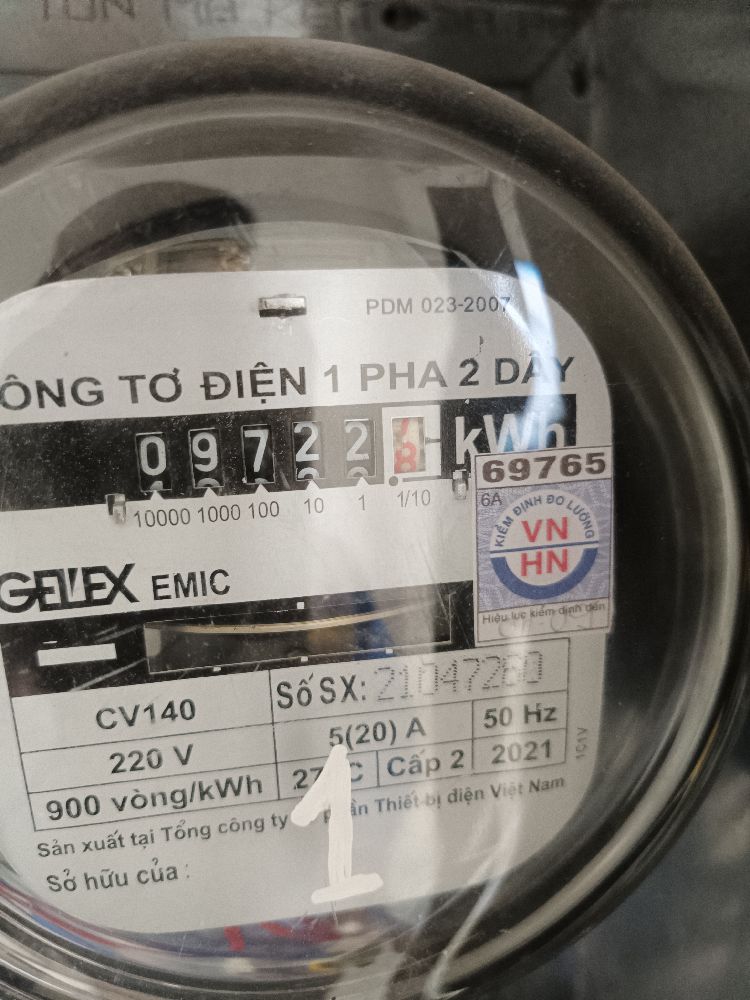 PDM 023-2007
ÔNG TƠ ĐIỆN 1 PHA 2 DÂY
0 9 7 2 2 kWh
10000 1000 100 10 1 1/10
69765
6A
KIỂM ĐỊNH ĐO LƯỜNG
VN
HN
Hiệu lực kiểm định đến
GELEX EMIC
CV140
Số SX: 21047280
220 V
5(20) A
50 Hz
900 vòng/kWh
Cấp 2
2021
Sản xuất tại Tổng công ty
Thiết bị điện Việt Nam
Sở hữu của :
1